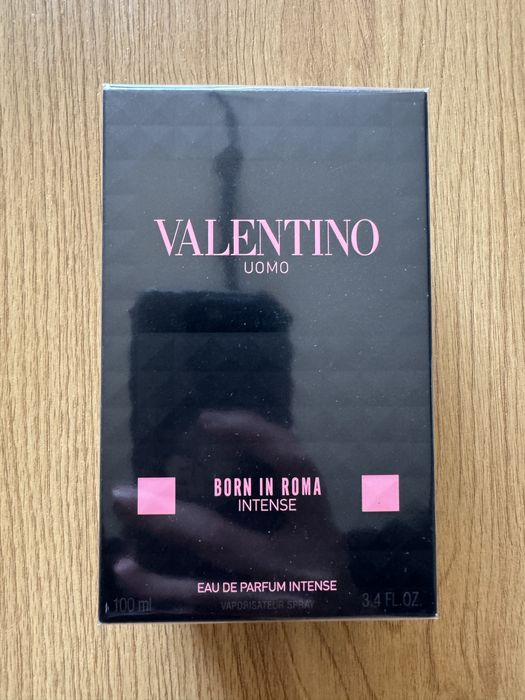 VALENTINO
UOMO
BORN IN ROMA
INTENSE
EAU DE PARFUM INTENSE
100 ml VAPORISATEUR SPRAY 3.4 FL.OZ.